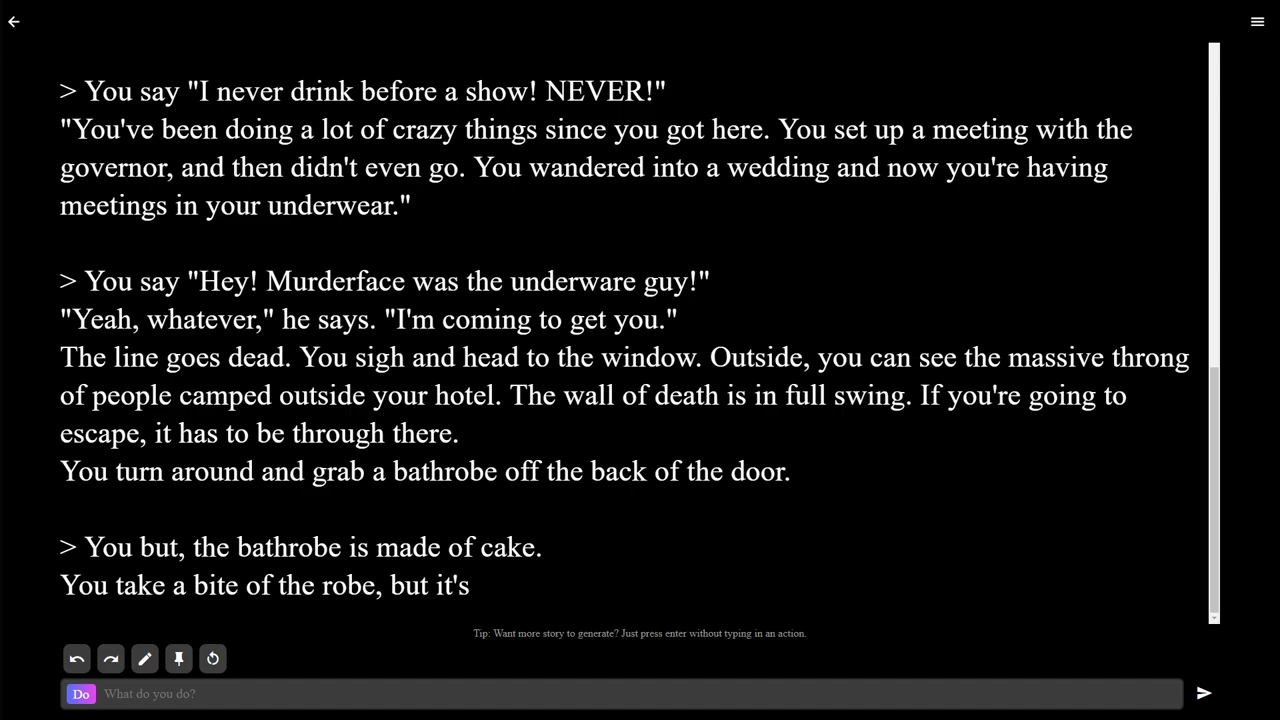 > You say "I never drink before a show! NEVER!"
"You've been doing a lot of crazy things since you got here. You set up a meeting with the
governor, and then didn't even go. You wandered into a wedding and now you're having
meetings in your underwear."
> You say "Hey! Murderface was the underware guy!"
"Yeah, whatever," he says. "I'm coming to get you."
The line goes dead. You sigh and head to the window. Outside, you can see the massive throng
of people camped outside your hotel. The wall of death is in full swing. If you're going to
escape, it has to be through there.
You turn around and grab a bathrobe off the back of the door.
> You but, the bathrobe is made of cake.
You take a bite of the robe, but it's
Tip: Want more story to generate? Just press enter without typing in an action.
Do What do you do?